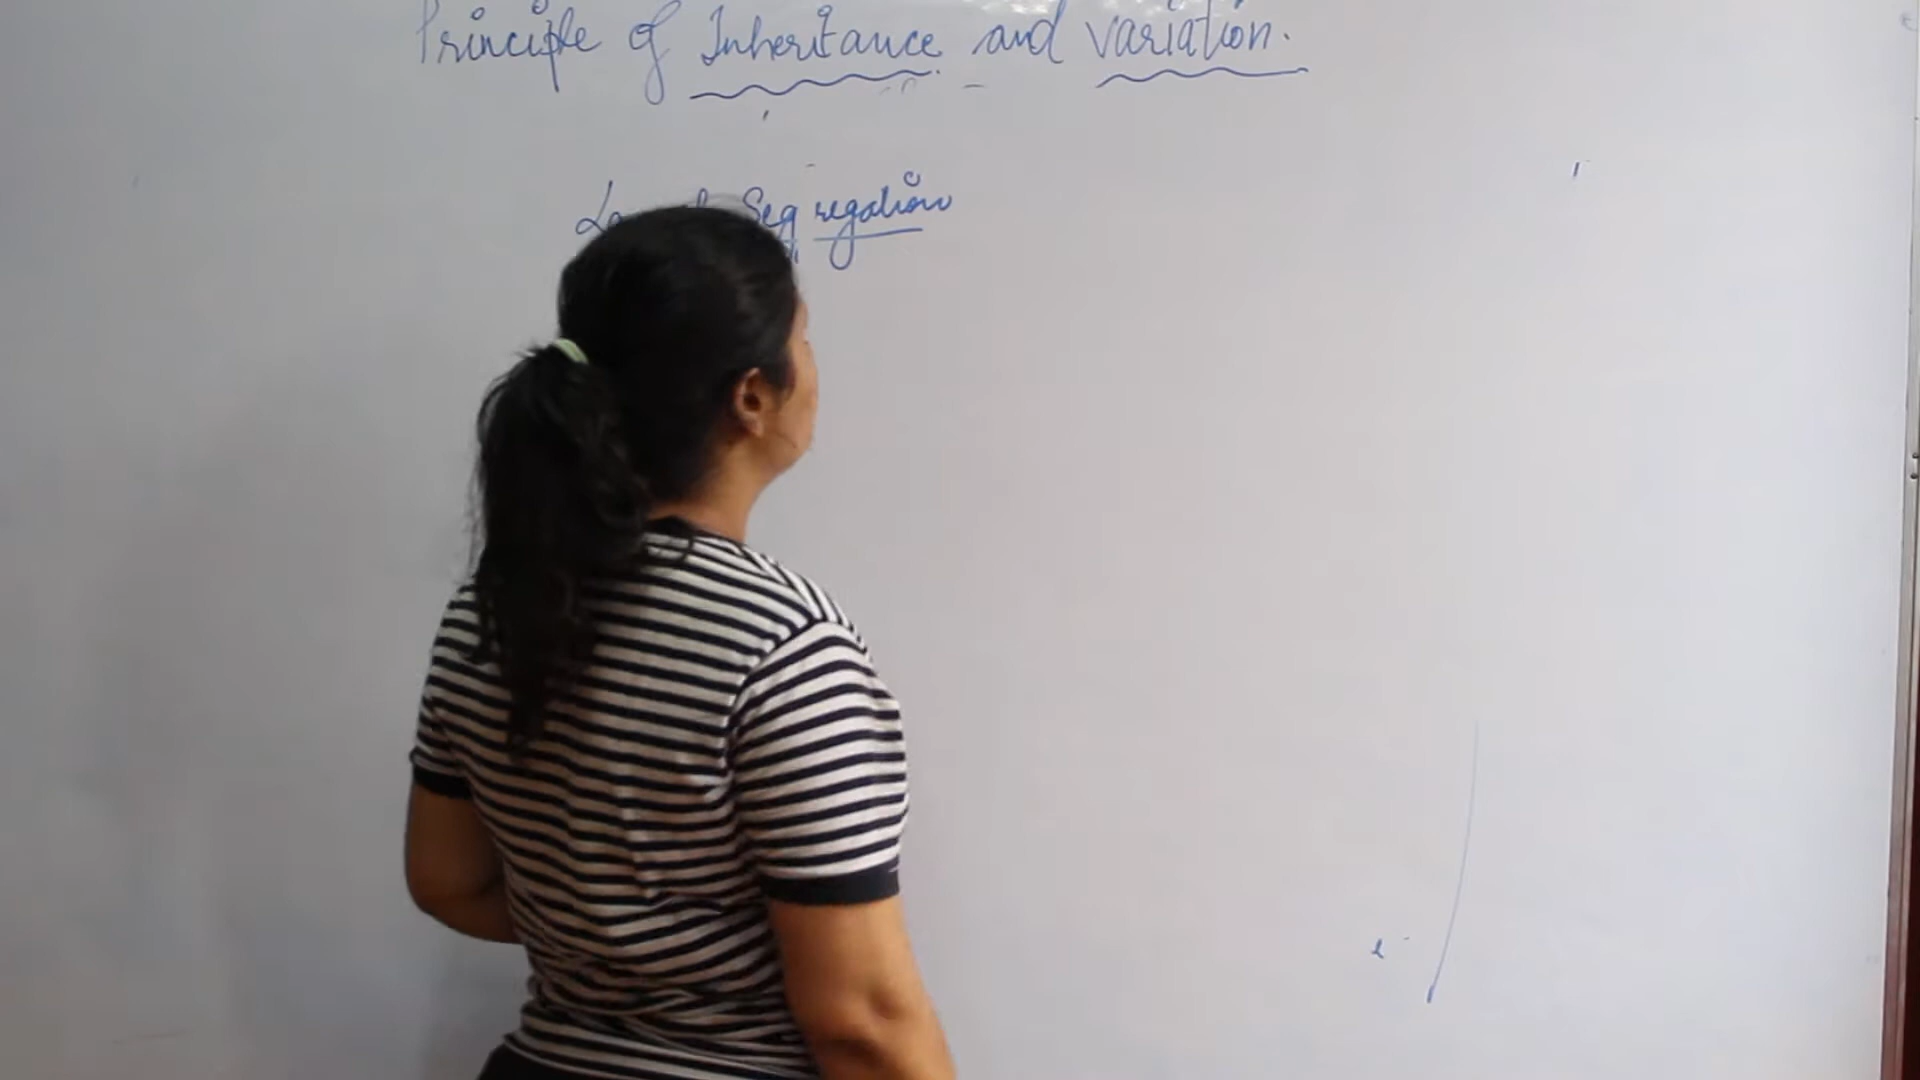 Principle of Inheritance and variation.
Segregation